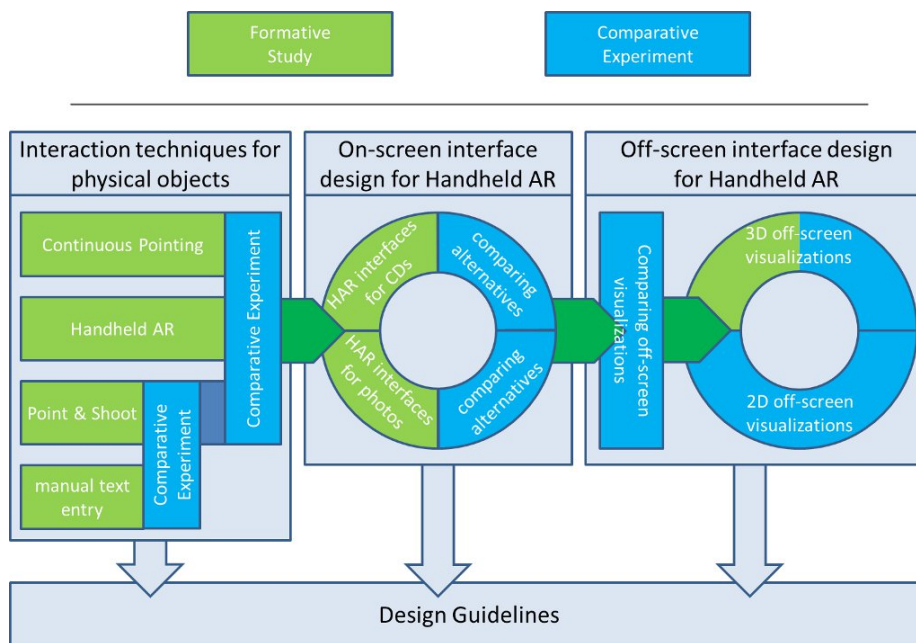 Formative
Study
Comparative
Experiment
Interaction techniques for
physical objects
Continuous Pointing
Handheld AR
Point & Shoot
manual text
entry
Comparative
Experiment
Comparative Experiment
On-screen interface
design for Handheld AR
HAR interfaces
for CDs
comparing
alternatives
HAR interfaces
for photos
comparing
alternatives
Off-screen interface design
for Handheld AR
Comparing off-screen
visualizations
3D off-screen
visualizations
2D off-screen
visualizations
Design Guidelines